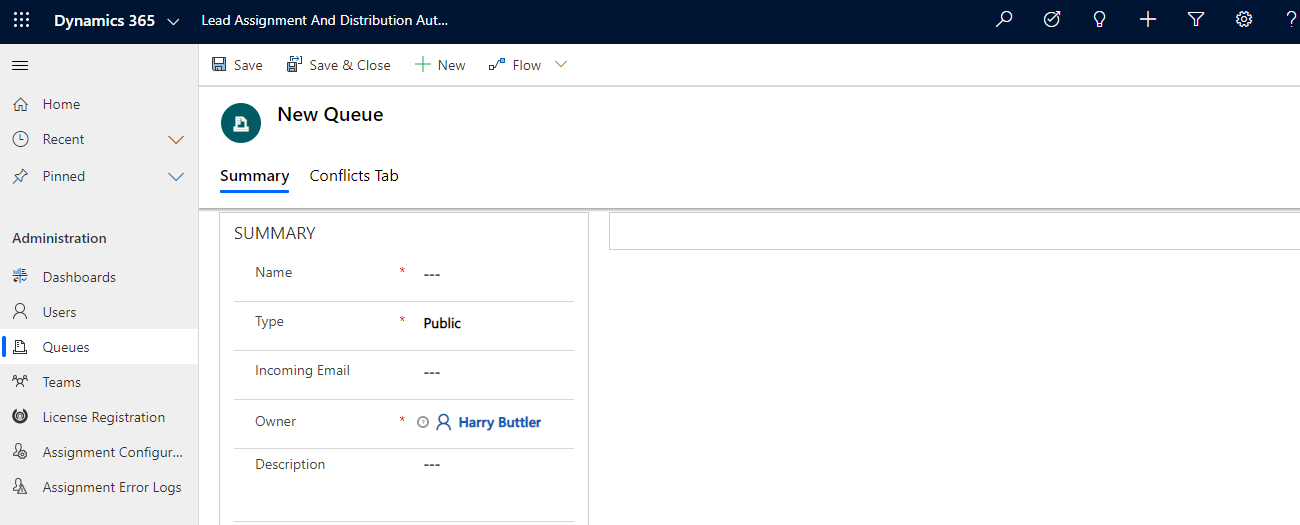 Dynamics 365 Lead Assignment And Distribution Aut... ?
Save Save & Close New Flow
Home
Recent
Pinned
Administration
Dashboards
Users
Queues
Teams
License Registration
Assignment Configur...
Assignment Error Logs
New Queue
Summary Conflicts Tab
SUMMARY
Name * ---
Type * Public
Incoming Email ---
Owner * Harry Buttler
Description ---